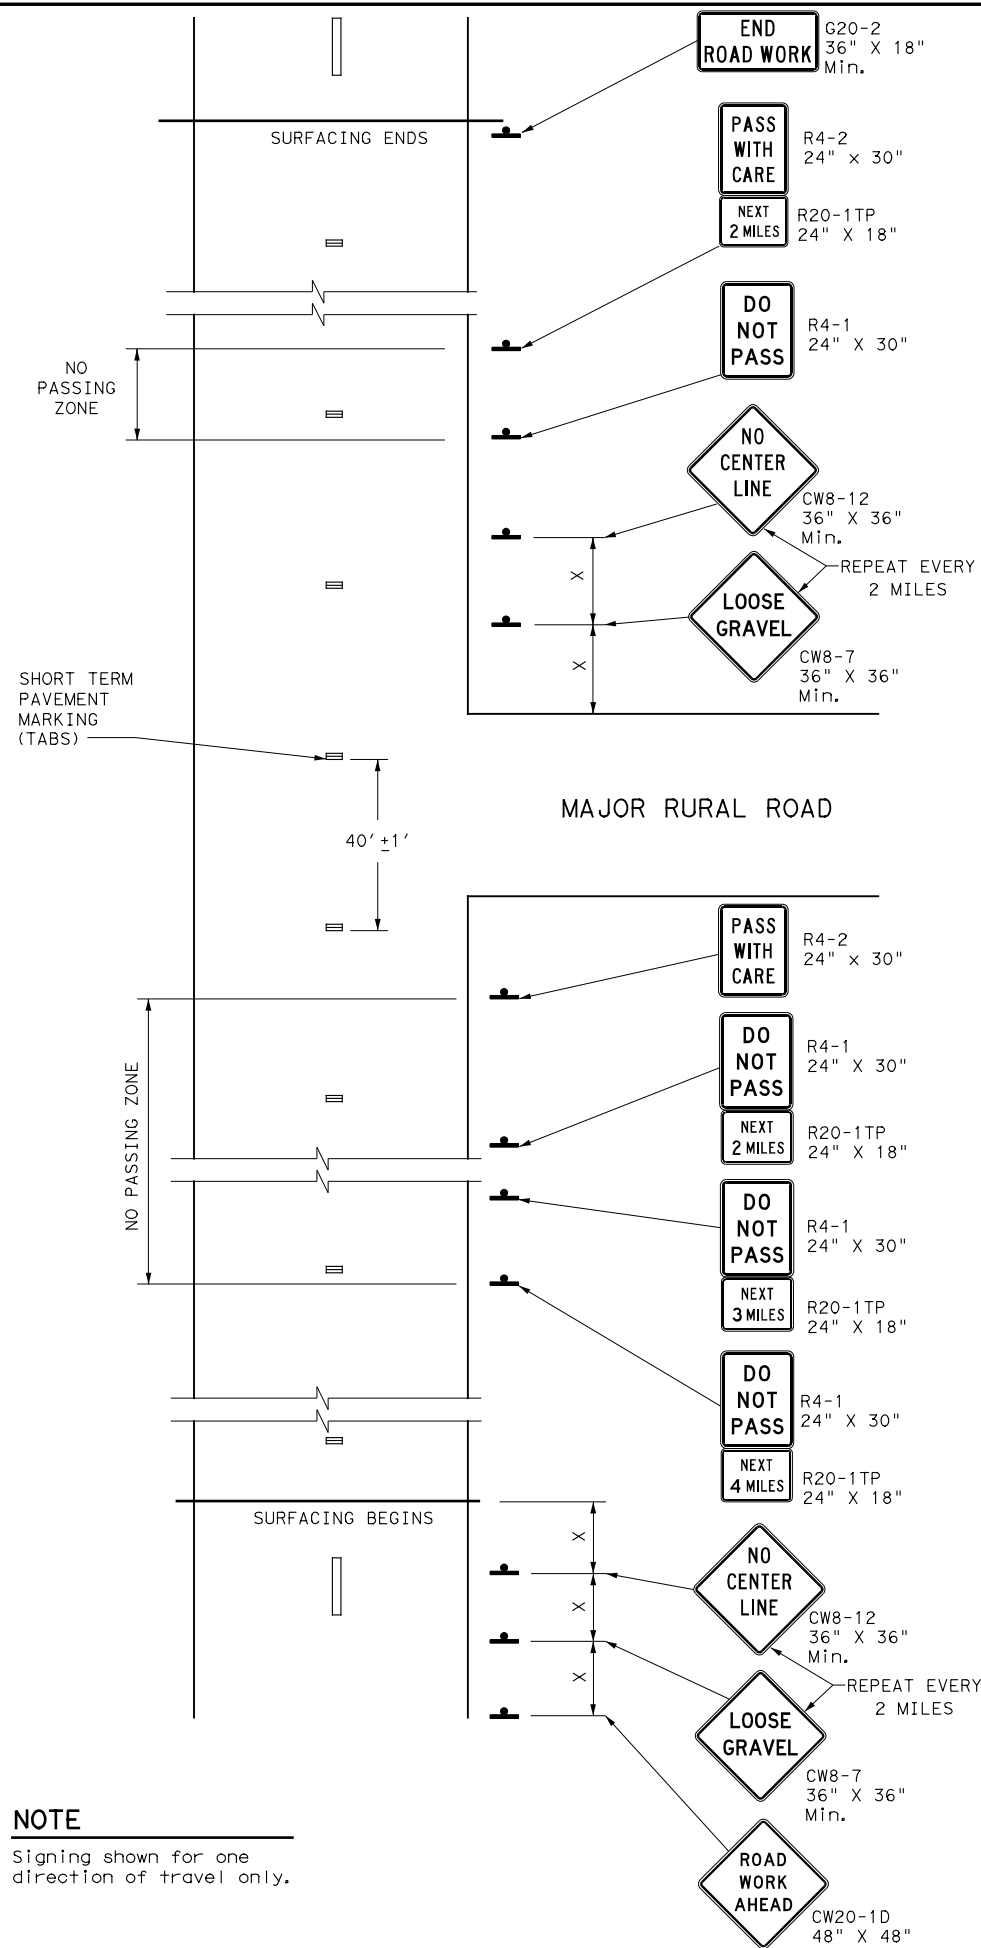 END
ROAD WORK
G20-2
36" X 18"
Min.
SURFACING ENDS
PASS
WITH
CARE
R4-2
24" x 30"
NEXT
2 MILES
R20-1TP
24" X 18"
DO
NOT
PASS
R4-1
24" X 30"
NO
PASSING
ZONE
NO
CENTER
LINE
CW8-12
36" X 36"
Min.
REPEAT EVERY
2 MILES
X
LOOSE
GRAVEL
CW8-7
36" X 36"
Min.
X
SHORT TERM
PAVEMENT
MARKING
(TABS)
MAJOR RURAL ROAD
40' ±1'
PASS
WITH
CARE
R4-2
24" x 30"
NO PASSING ZONE
DO
NOT
PASS
R4-1
24" X 30"
NEXT
2 MILES
R20-1TP
24" X 18"
DO
NOT
PASS
R4-1
24" X 30"
NEXT
3 MILES
R20-1TP
24" X 18"
DO
NOT
PASS
R4-1
24" X 30"
NEXT
4 MILES
R20-1TP
24" X 18"
SURFACING BEGINS
X
NO
CENTER
LINE
CW8-12
36" X 36"
Min.
X
REPEAT EVERY
2 MILES
X
LOOSE
GRAVEL
CW8-7
36" X 36"
Min.
ROAD
WORK
AHEAD
CW20-1D
48" X 48"
NOTE
Signing shown for one
direction of travel only.